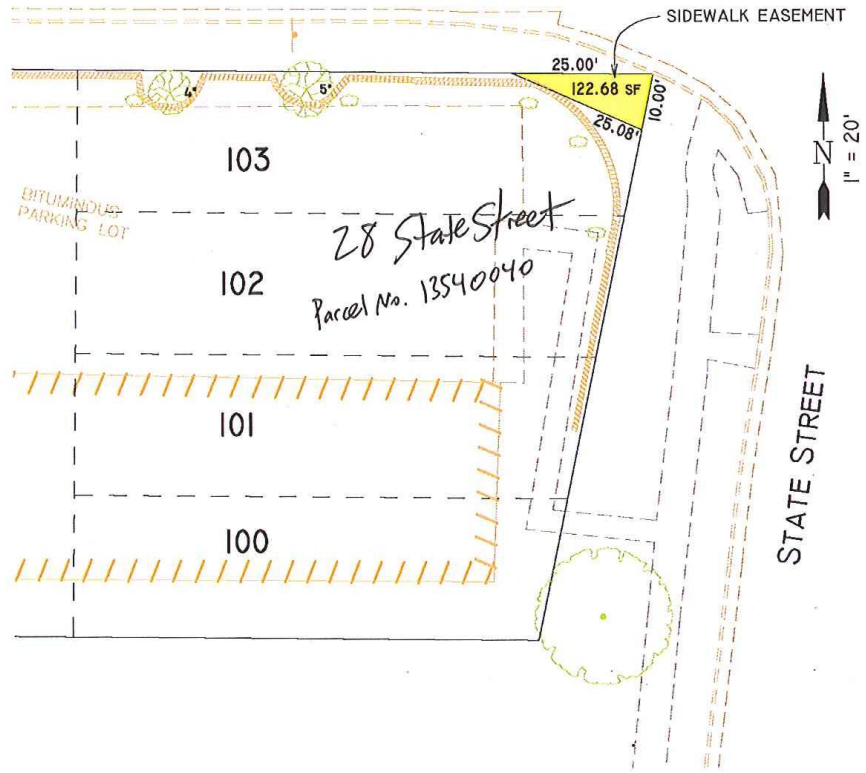 SIDEWALK EASEMENT
25.00'
122.68 SF
10.00'
25.08'
N
1" = 20'
4"
5"
103
BITUMINOUS
PARKING LOT
28 State Street
Parcel No. 13540040
102
101
100
STATE STREET